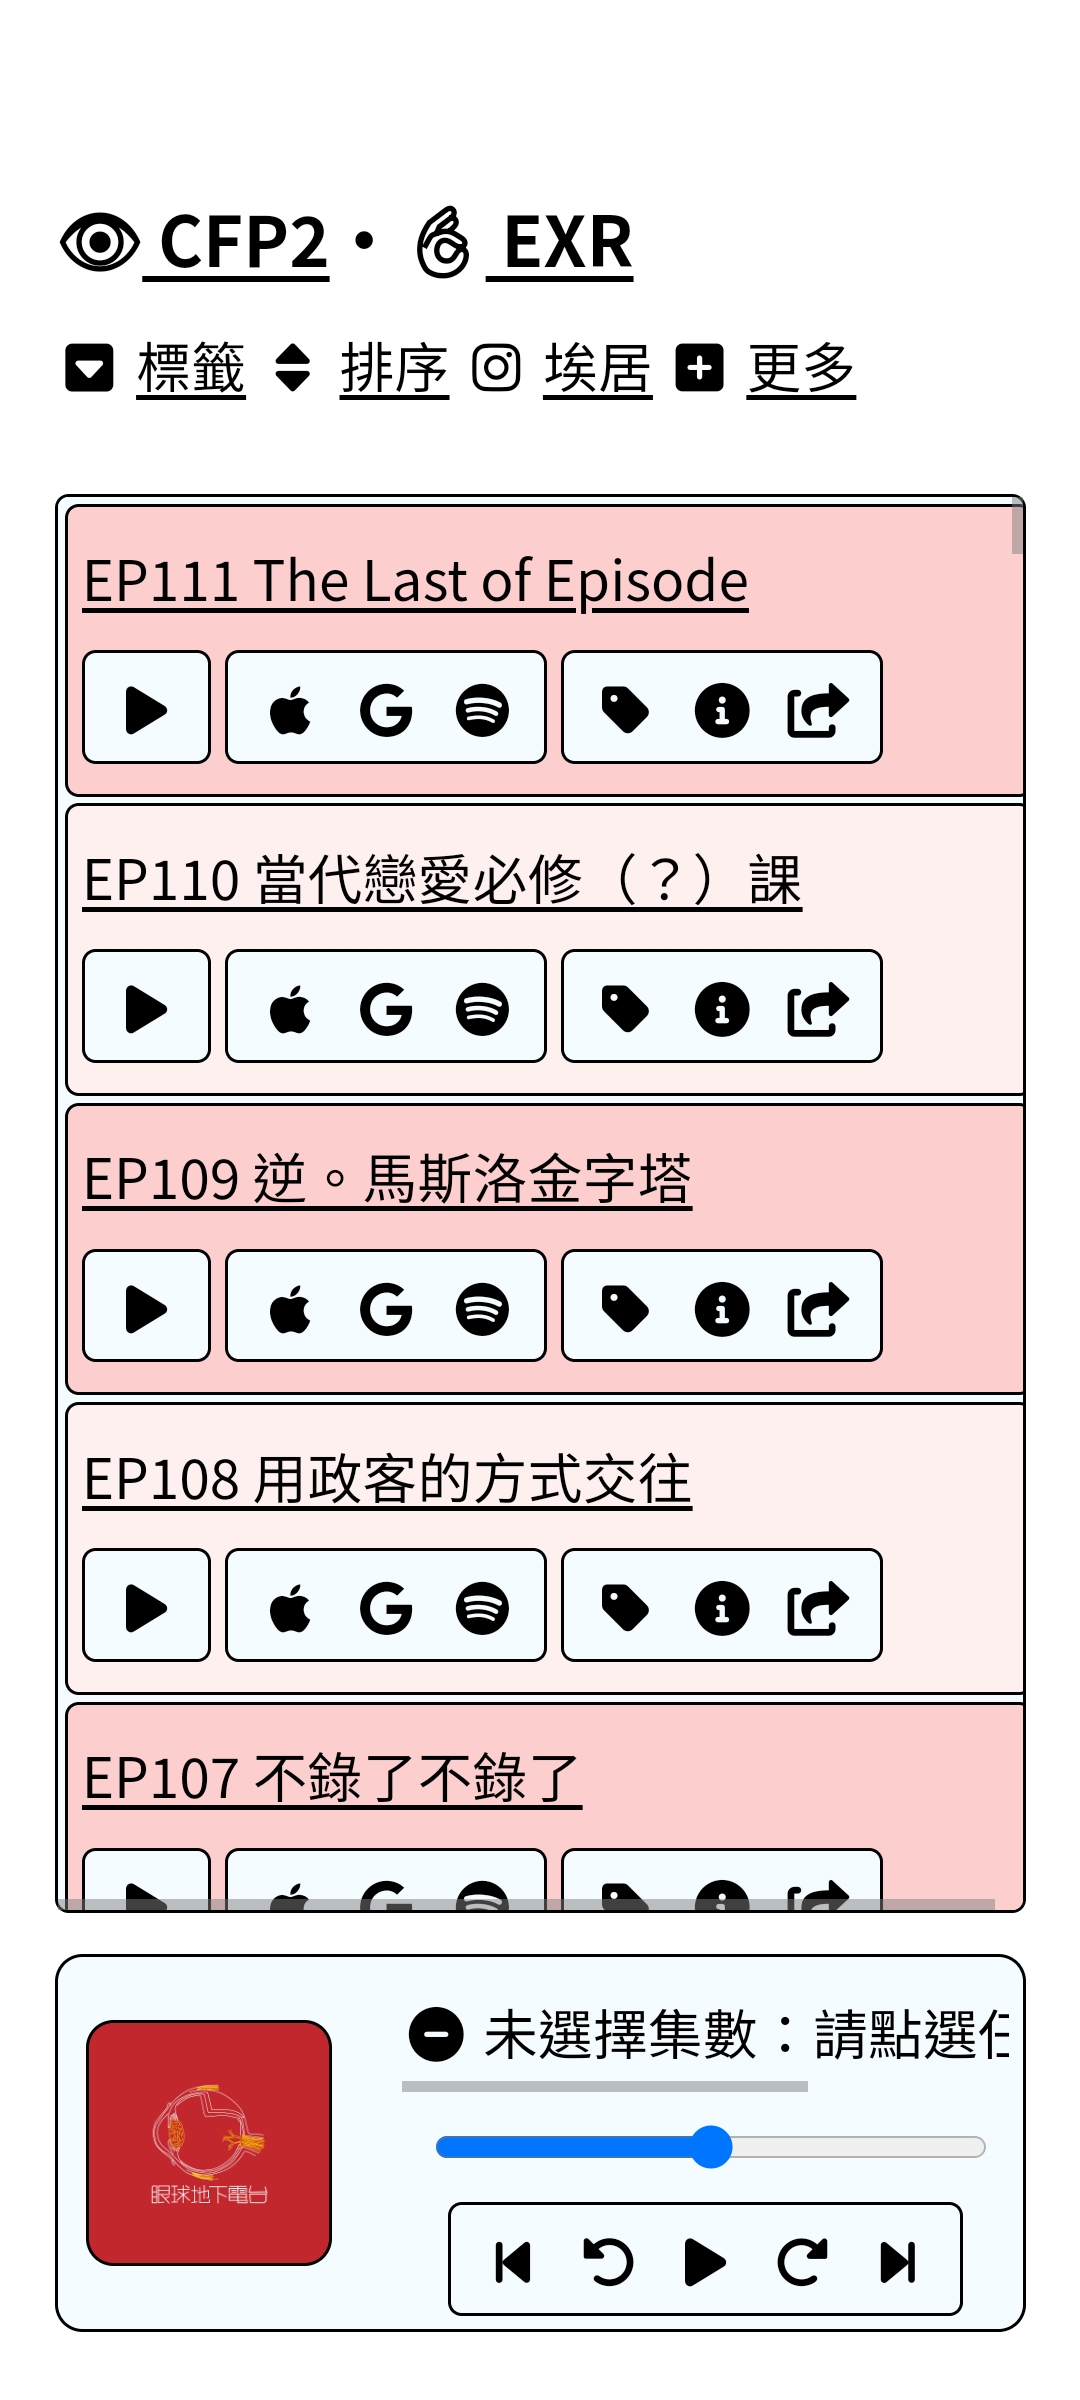 CFP2・ EXR
標籤 排序 埃居 更多
EP111 The Last of Episode
EP110 當代戀愛必修（？）課
EP109 逆。馬斯洛金字塔
EP108 用政客的方式交往
EP107 不錄了不錄了
未選擇集數：請點選
眼球地下電台